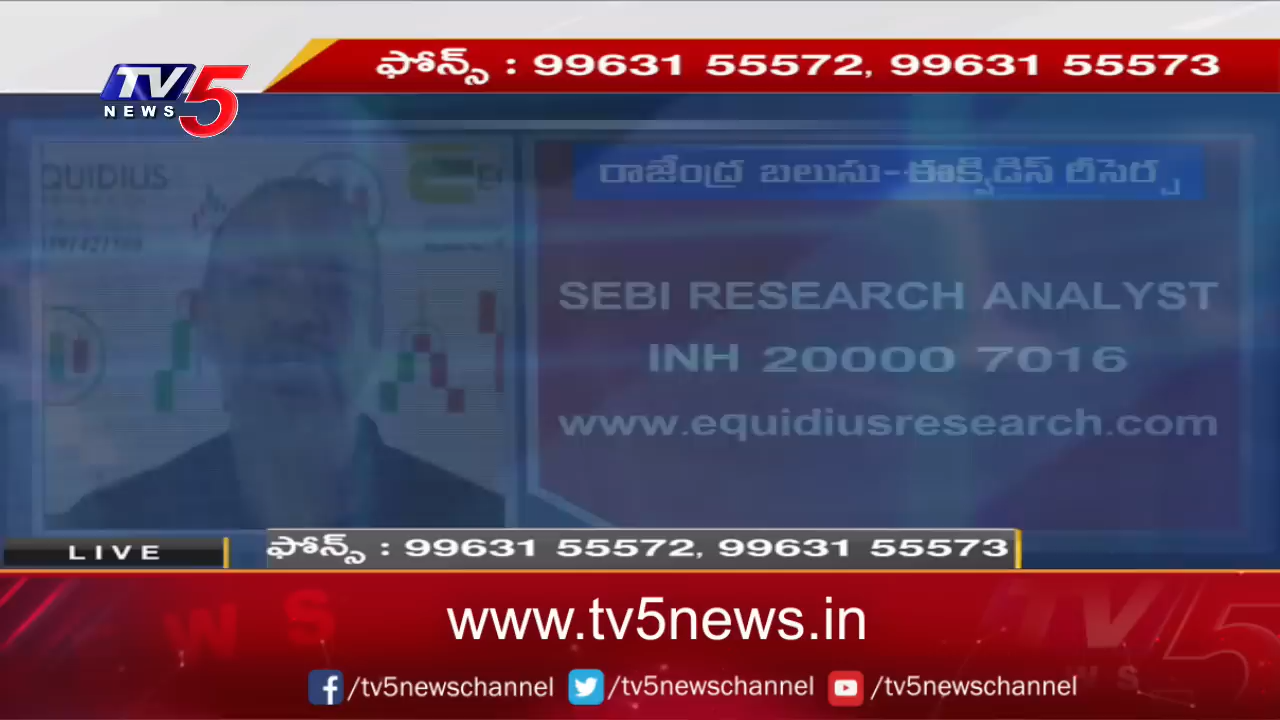 ఫోన్స్ : 99631 55572, 99631 55573
TV5
NEWS
EQUIDIUS
రాజేంద్ర బలుసు-ఈక్విడిస్ రీసెర్చ్
SEBI RESEARCH ANALYST
INH 20000 7016
www.equidiusresearch.com
LIVE
ఫోన్స్ : 99631 55572, 99631 55573
www.tv5news.in
/tv5newschannel /tv5newschannel /tv5newschannel